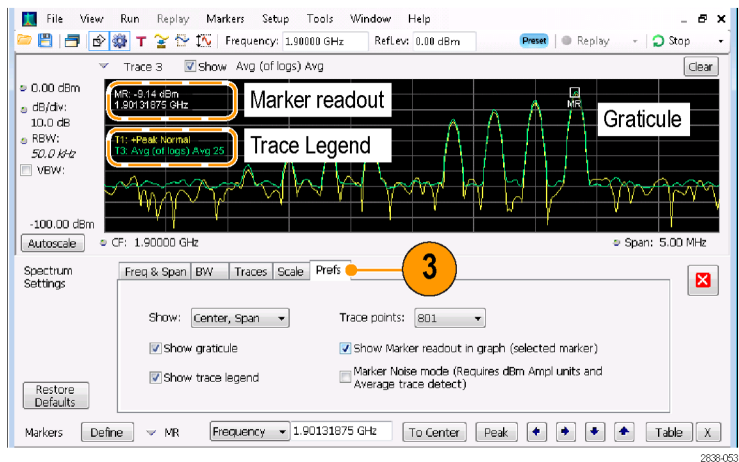 File View Run Replay Markers Setup Tools Window Help
T Frequency: 1.90000 GHz RefLev: 0.00 dBm Preset Replay Stop
Trace 3 Show Avg (of logs) Avg Clear
0.00 dBm
dB/div:
10.0 dB
RBW:
50.0 kHz
VBW:
-100.00 dBm
Autoscale
MR: -9.14 dBm
1.90131875 GHz
Marker readout
T1: +Peak Normal
T3: Avg (of logs) Avg 25
Trace Legend
MR
Graticule
CF: 1.90000 GHz Span: 5.00 MHz
Spectrum
Settings
Freq & Span BW Traces Scale Prefs
3
Show: Center, Span Trace points: 801
Show graticule Show Marker readout in graph (selected marker)
Show trace legend Marker Noise mode (Requires dBm Ampl units and
Average trace detect)
Restore
Defaults
Markers Define MR Frequency 1.90131875 GHz To Center Peak Table X
2838-053